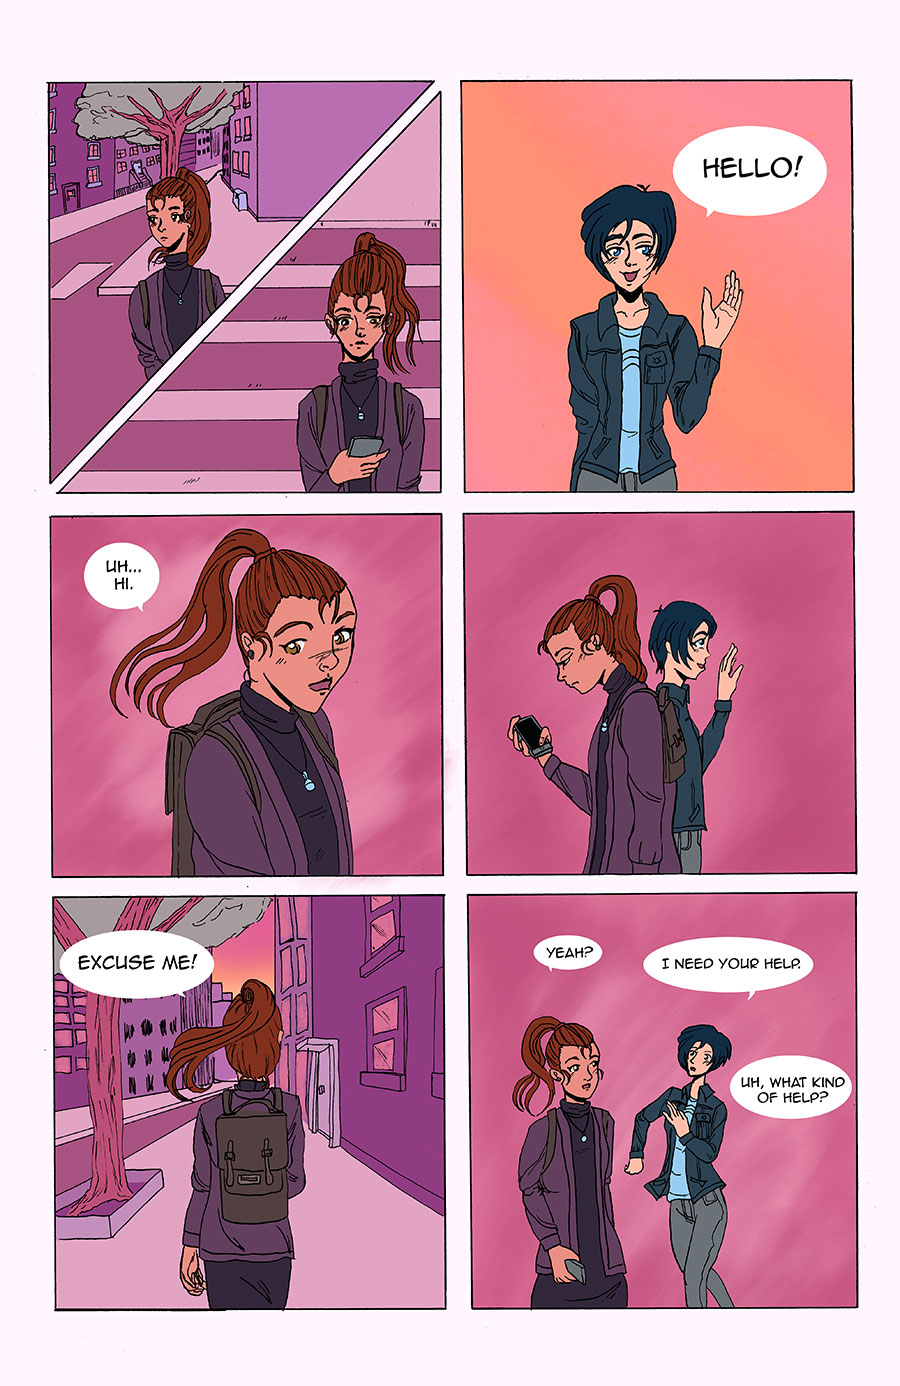 HELLO!
UH...
HI.
EXCUSE ME!
YEAH?
I NEED YOUR HELP.
UH, WHAT KIND
OF HELP?